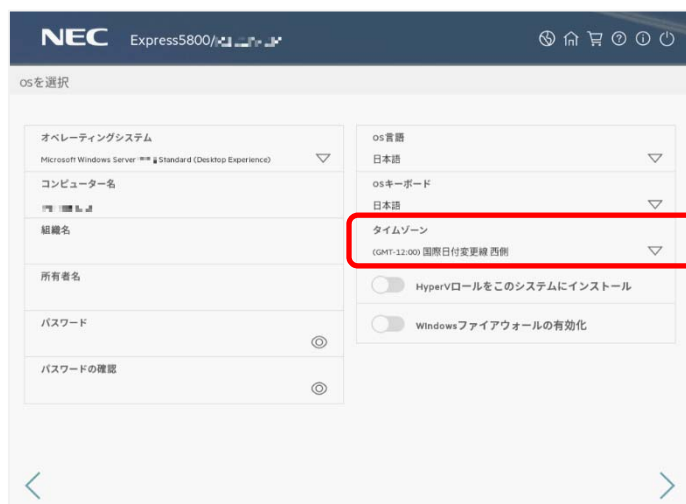 NEC Express5800/
osを選択
オペレーティングシステム
Microsoft Windows Server Standard (Desktop Experience)
コンピューター名
組織名
所有者名
パスワード
パスワードの確認
os言語
日本語
osキーボード
日本語
タイムゾーン
(GMT-12:00) 国際日付変更線 西側
HyperVロールをこのシステムにインストール
Windowsファイアウォールの有効化